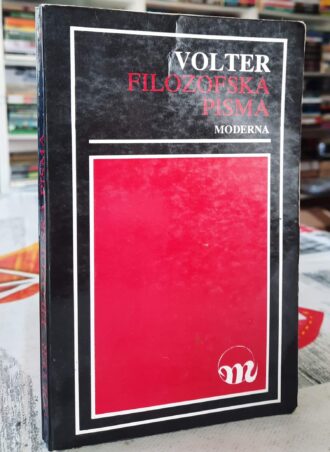 VOLTER
FILOZOFSKA
PISMA
MODERNA
m